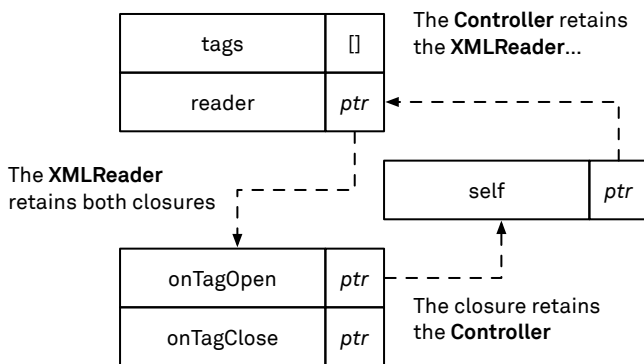 The Controller retains
the XMLReader...
tags []
reader ptr
The XMLReader
retains both closures
self ptr
onTagOpen ptr
The closure retains
the Controller
onTagClose ptr